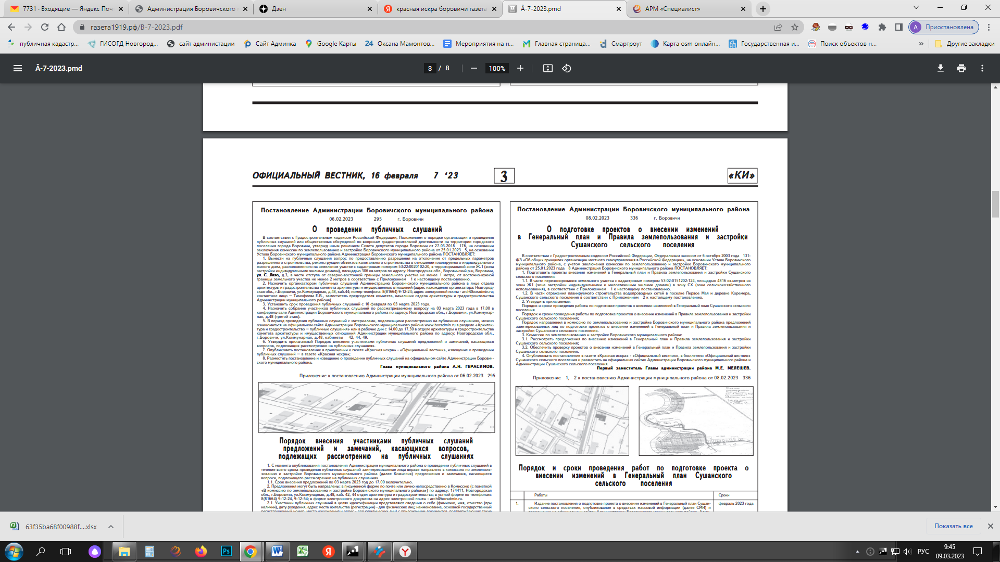 7731 · Входящие — Яндекс Поч
Администрация Боровичского
Дзен
красная искра боровичи газета
Â-7-2023.pmd
АРМ «Специалист»
газета1919.рф/В-7-2023.pdf
А Приостановлена
публичная кадастр...
ГИСОГД Новгород...
сайт админстации
Сайт Админка
Google Карты
24 Оксана Мамонтов...
Мероприятия на н...
Главная страница...
Смартроут
Карта osm онлайн...
Государственная и...
Поиск объектов н...
»
Другие закладки
Â-7-2023.pmd
3 / 8
100%
ОФИЦИАЛЬНЫЙ ВЕСТНИК, 16 февраля 7 ‘23
3
«КИ»
Постановление Администрации Боровичского муниципального района
06.02.2023 295 г. Боровичи
О проведении публичных слушаний
В соответствии с Градостроительным кодексом Российской Федерации, Положением о порядке организации и проведения
публичных слушаний или общественных обсуждений по вопросам градостроительной деятельности на территории городского
поселения города Боровичи, утвержд нным решением Совета депутатов города Боровичи от 27.03.2018 176, на основании
заключения комиссии по землепользованию и застройке Боровичского муниципального района от 25.01.2023 5, на основании
Устава Боровичского муниципального района Администрация Боровичского муниципального района ПОСТАНОВЛЯЕТ:
1. Вынести на публичные слушания вопрос по предоставлению разрешения на отклонение от предельных параметров
разрешенного строительства, реконструкции объектов капитального строительства в отношении планируемого индивидуального
жилого дома, расположенного на земельном участке с кадастровым номером 53:22:0020102:20, в территориальной зоне Ж.1 (зона
застройки индивидуальными жилыми домами), площадью 306 кв.метров по адресу: Новгородская обл., Боровичский р-н, Боровичи,
ул. С. Лазо, д.3, в части отступа от северно-восточной границы земельного участка не менее 1 метра, от восточно-южной
границы земельного участка не менее 2 метров в соответствии с Приложением 1 к настоящему постановлению.
2. Назначить организатором публичных слушаний Администрацию Боровичского муниципального района в лице отдела
архитектуры и градостроительства комитета архитектуры и имущественных отношений (адрес нахождения организатора: Новгород-
ская обл., г.Боровичи, ул.Коммунарная, д.48, каб.44; номер телефона: 8(81664) 9-12-24; адрес электронной почты - arch@boradmin.ru;
контактное лицо — Тимофеева Е.В., заместитель председателя комитета, начальник отдела архитектуры и градостроительства
Администрации муниципального района).
3. Установить срок проведения публичных слушаний с 16 февраля по 03 марта 2023 года.
4. Назначить собрание участников публичных слушаний по рассматриваемому вопросу на 03 марта 2023 года в 17.00 в
конференц-зале Администрации Боровичского муниципального района по адресу: Новгородская обл., г.Боровичи, ул.Коммунар-
ная, д.48 (третий этаж).
5. В период проведения публичных слушаний с материалами, подлежащими рассмотрению на публичных слушаниях, можно
ознакомиться на официальном сайте Администрации Боровичского муниципального района www.boradmin.ru в разделе «Архитек-
тура и градостроительство — публичные слушания» или в рабочие дни с 14.00 до 17.30 в отделе архитектуры и градостроительства
комитета архитектуры и имущественных отношений Администрации муниципального района по адресу: Новгородская обл.,
г.Боровичи, ул.Коммунарная, д.48, кабинеты 42, 44, 49.
6. Утвердить прилагаемый Порядок внесения участниками публичных слушаний предложений и замечаний, касающихся
вопросов, подлежащих рассмотрению на публичных слушаниях.
7. Опубликовать постановление в приложении к газете «Красная искра» - «Официальный вестник», извещение о проведении
публичных слушаний — в газете «Красная искра»;
8. Разместить постановление и извещение о проведении публичных слушаний на официальном сайте Администрации Борович-
ского муниципального района.
Глава муниципального района А.Н. ГЕРАСИМОВ.
Приложение к постановлению Администрации муниципального района от 06.02.2023 295
Порядок внесения участниками публичных слушаний
предложений и замечаний, касающихся вопросов,
подлежащих рассмотрению на публичных слушаниях
1. С момента опубликования постановления Администрации муниципального района о проведении публичных слушаний в
течение всего срока проведения публичных слушаний заинтересованные лица вправе направлять в комиссию по землеполь-
зованию и застройке Боровичского муниципального района (далее Комиссия) предложения и замечания, касающиеся
вопроса, подлежащего рассмотрению на публичных слушаниях.
1.1. Срок внесения предложений по 03 марта 2023 год до 17.00 включительно.
2. Предложения могут быть направлены: в письменной форме по почте или лично непосредственно в Комиссию (с пометкой
«В комиссию по землепользованию и застройке Боровичского муниципального района») по адресу: 174411, Новгородская
обл., г.Боровичи, ул.Коммунарная, д.48, каб. 42, 44 отдел архитектуры и градостроительства; в устной форме по телефонам:
8(81664) 9-12-24, 9-12-54; в форме электронного документа на адрес электронной почты - arch@boradmin.ru.
2.1. Участники публичных слушаний в целях идентификации представляют сведения о себе (фамилию, имя, отчество (при
наличии), дату рождения, адрес места жительства (регистрации) - для физических лиц; наименование, основной государственный
регистрационный номер, место нахождения и адрес - для юридических лиц) с приложением документов, подтверждающих такие
Постановление Администрации Боровичского муниципального района
08.02.2023 336 г. Боровичи
О подготовке проектов о внесении изменений
в Генеральный план и Правила землепользования и застройки
Сушанского сельского поселения
В соответствии с Градостроительным кодексом Российской Федерации, Федеральным законом от 6 октября 2003 года 131-
ФЗ «Об общих принципах организации местного самоуправления в Российской Федерации», на основании Устава Боровичского
муниципального района, с учетом заключения комиссии по землепользованию и застройке Боровичского муниципального
района от 25.01.2023 года 8 Администрация Боровичского муниципального района ПОСТАНОВЛЯЕТ:
1. Подготовить проекты внесения изменений в Генеральный план и Правила землепользования и застройки Сушанского
сельского поселения:
1.1. В части перезонирования земельного участка с кадастровым номером 53:02:0151202:124, площадью 4816 кв.метров из
зоны Ж1 (зона застройки индивидуальными и малоэтажными жилыми домами) в зону СХ (зона сельскохозяйственного
использования), в соответствии с Приложением 1 к настоящему постановлению.
1.2. В части отражения планируемого строительства водопроводных сетей в поселке Первое Мая и деревне Коремера,
Сушанского сельского поселения в соответствии с Приложением 2 к настоящему постановлению.
2. Утвердить прилагаемые:
Порядок и сроки проведения работы по подготовке проектов о внесении изменений в Генеральный план Сушанского сельского
поселения
Порядок и сроки проведения работы по подготовке проектов о внесении изменений в Правила землепользования и застройки
Сушанского сельского поселения;
Порядок направления в комиссию по землепользованию и застройке Боровичского муниципального района предложений
заинтересованных лиц по подготовке проектов о внесении изменений в Генеральный план и Правила землепользования и
застройки Сушанского сельского поселения.
3. Комиссии по землепользованию и застройке Боровичского муниципального района:
3.1. Рассмотреть предложения по внесению изменений в Генеральный план и Правила землепользования и застройки
Сушанского сельского поселения;
3.2. Обеспечить проверку проектов о внесении изменений в Генеральный план и Правила землепользования и застройки
Сушанского сельского поселения.
4. Опубликовать постановление в газете «Красная искра» - «Официальный вестник», в бюллетени «Официальный вестник»
Сушанского сельского поселения и разместить на официальных сайтах Администрации Боровичского муниципального района и
Администрации Сушанского сельского поселения.
Первый заместитель Главы администрации района М.Е. МЕЛЕШЕВ.
Приложение 1, 2 к постановлению Администрации муниципального района от 08.02.2023 336
Порядок и сроки проведения работ по подготовке проекта о
внесении изменений в Генеральный план Сушанского
сельского поселения
Работы
Сроки
1.
Издание постановления о подготовке проекта о внесении изменений в Генеральный план Сушан-
февраль 2023 года
ского сельского поселения, опубликование в средствах массовой информации (далее СМИ) и
63f35ba68f00988f....xlsx
Показать все
РУС
9:45
09.03.2023